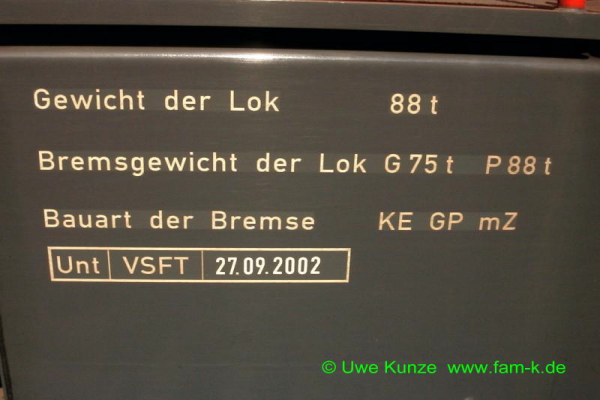 Gewicht der Lok 88 t
Bremsgewicht der Lok G 75 t P 88 t
Bauart der Bremse KE GP mZ
Unt VSFT 27.09.2002
© Uwe Kunze www.fam-k.de